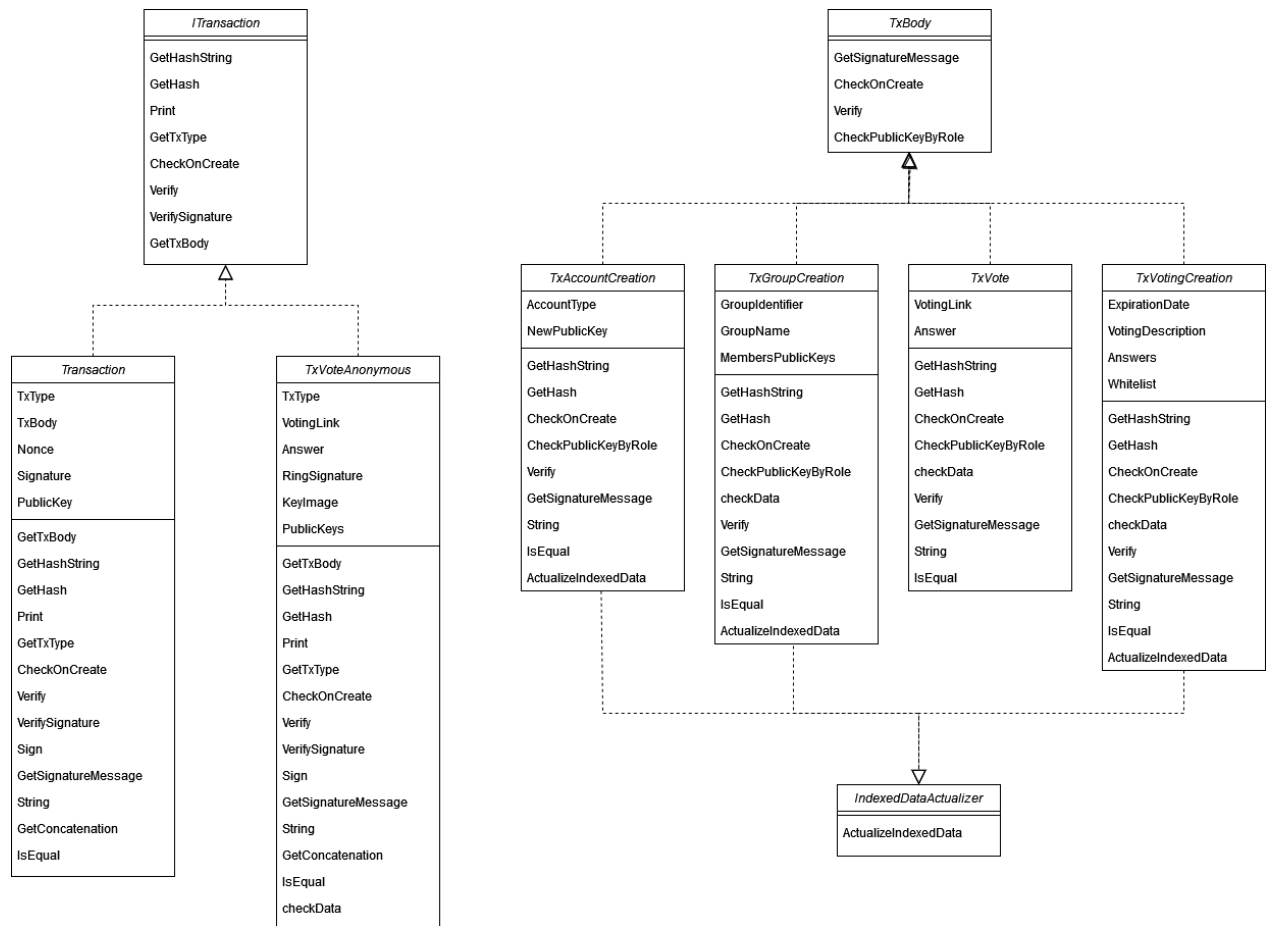 ITransaction
GetHashString
GetHash
Print
GetTxType
CheckOnCreate
Verify
VerifySignature
GetTxBody
Transaction
TxType
TxBody
Nonce
Signature
PublicKey
GetTxBody
GetHashString
GetHash
Print
GetTxType
CheckOnCreate
Verify
VerifySignature
Sign
GetSignatureMessage
String
GetConcatenation
IsEqual
TxVoteAnonymous
TxType
VotingLink
Answer
RingSignature
KeyImage
PublicKeys
GetTxBody
GetHashString
GetHash
Print
GetTxType
CheckOnCreate
Verify
VerifySignature
Sign
GetSignatureMessage
String
GetConcatenation
IsEqual
checkData
TxBody
GetSignatureMessage
CheckOnCreate
Verify
CheckPublicKeyByRole
TxAccountCreation
AccountType
NewPublicKey
GetHashString
GetHash
CheckOnCreate
CheckPublicKeyByRole
Verify
GetSignatureMessage
String
IsEqual
ActualizeIndexedData
TxGroupCreation
GroupIdentifier
GroupName
MembersPublicKeys
GetHashString
GetHash
CheckOnCreate
CheckPublicKeyByRole
checkData
Verify
GetSignatureMessage
String
IsEqual
ActualizeIndexedData
TxVote
VotingLink
Answer
GetHashString
GetHash
CheckOnCreate
CheckPublicKeyByRole
checkData
Verify
GetSignatureMessage
String
IsEqual
TxVotingCreation
ExpirationDate
VotingDescription
Answers
Whitelist
GetHashString
GetHash
CheckOnCreate
CheckPublicKeyByRole
checkData
Verify
GetSignatureMessage
String
IsEqual
ActualizeIndexedData
IndexedDataActualizer
ActualizeIndexedData